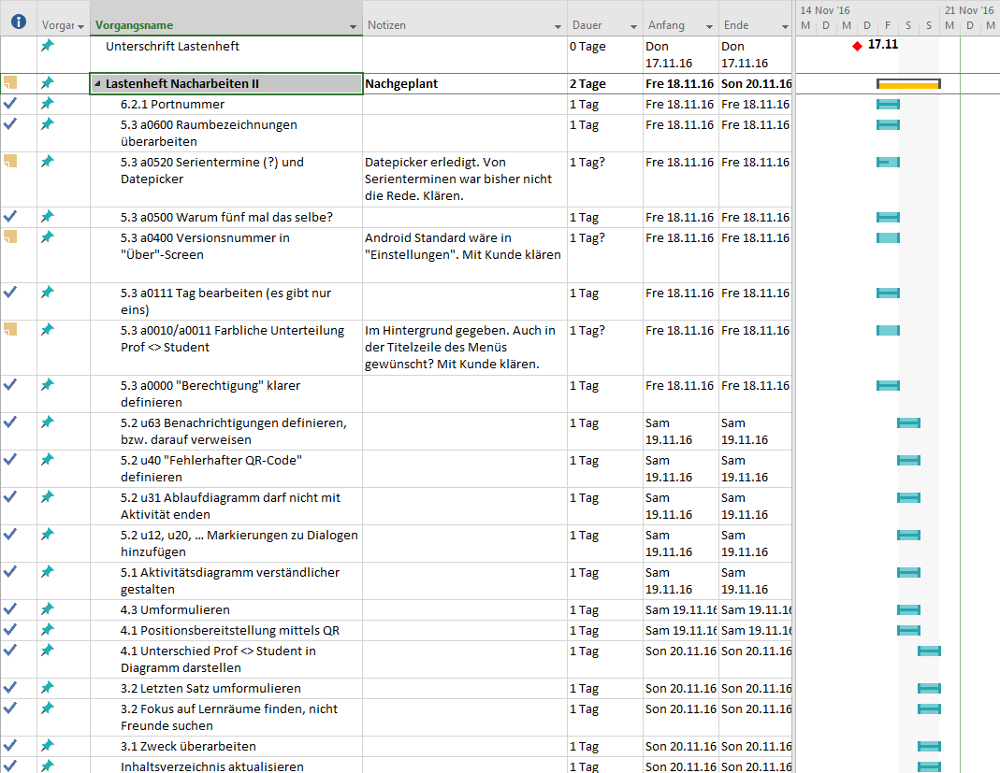 14 Nov '16 21 Nov '16
Vorgar Vorgangsname Notizen Dauer Anfang Ende M D M D F S S M D M
Unterschrift Lastenheft 0 Tage Don Don 17.11
17.11.16 17.11.16
Lastenheft Nacharbeiten II Nachgeplant 2 Tage Fre 18.11.16 Son 20.11.16
6.2.1 Portnummer 1 Tag Fre 18.11.16 Fre 18.11.16
5.3 a0600 Raumbezeichnungen 1 Tag Fre 18.11.16 Fre 18.11.16
überarbeiten
5.3 a0520 Serientermine (?) und Datepicker erledigt. Von 1 Tag? Fre 18.11.16 Fre 18.11.16
Datepicker Serienterminen war bisher nicht
die Rede. Klären.
5.3 a0500 Warum fünf mal das selbe? 1 Tag Fre 18.11.16 Fre 18.11.16
5.3 a0400 Versionsnummer in Android Standard wäre in 1 Tag? Fre 18.11.16 Fre 18.11.16
"Über"-Screen "Einstellungen". Mit Kunde klären
5.3 a0111 Tag bearbeiten (es gibt nur 1 Tag Fre 18.11.16 Fre 18.11.16
eins)
5.3 a0010/a0011 Farbliche Unterteilung Im Hintergrund gegeben. Auch in 1 Tag? Fre 18.11.16 Fre 18.11.16
Prof <> Student der Titelzeile des Menüs
gewünscht? Mit Kunde klären.
5.3 a0000 "Berechtigung" klarer 1 Tag Fre 18.11.16 Fre 18.11.16
definieren
5.2 u63 Benachrichtigungen definieren, 1 Tag Sam Sam
bzw. darauf verweisen 19.11.16 19.11.16
5.2 u40 "Fehlerhafter QR-Code" 1 Tag Sam Sam
definieren 19.11.16 19.11.16
5.2 u31 Ablaufdiagramm darf nicht mit 1 Tag Sam Sam
Aktivität enden 19.11.16 19.11.16
5.2 u12, u20, ... Markierungen zu Dialogen 1 Tag Sam Sam
hinzufügen 19.11.16 19.11.16
5.1 Aktivitätsdiagramm verständlicher 1 Tag Sam Sam
gestalten 19.11.16 19.11.16
4.3 Umformulieren 1 Tag Sam 19.11.16 Sam 19.11.16
4.1 Positionsbereitstellung mittels QR 1 Tag Sam 19.11.16 Sam 19.11.16
4.1 Unterschied Prof <> Student in 1 Tag Son 20.11.16 Son 20.11.16
Diagramm darstellen
3.2 Letzten Satz umformulieren 1 Tag Son 20.11.16 Son 20.11.16
3.2 Fokus auf Lernräume finden, nicht 1 Tag Son 20.11.16 Son 20.11.16
Freunde suchen
3.1 Zweck überarbeiten 1 Tag Son 20.11.16 Son 20.11.16
Inhaltsverzeichnis aktualisieren 1 Tag Son 20.11.16 Son 20.11.16